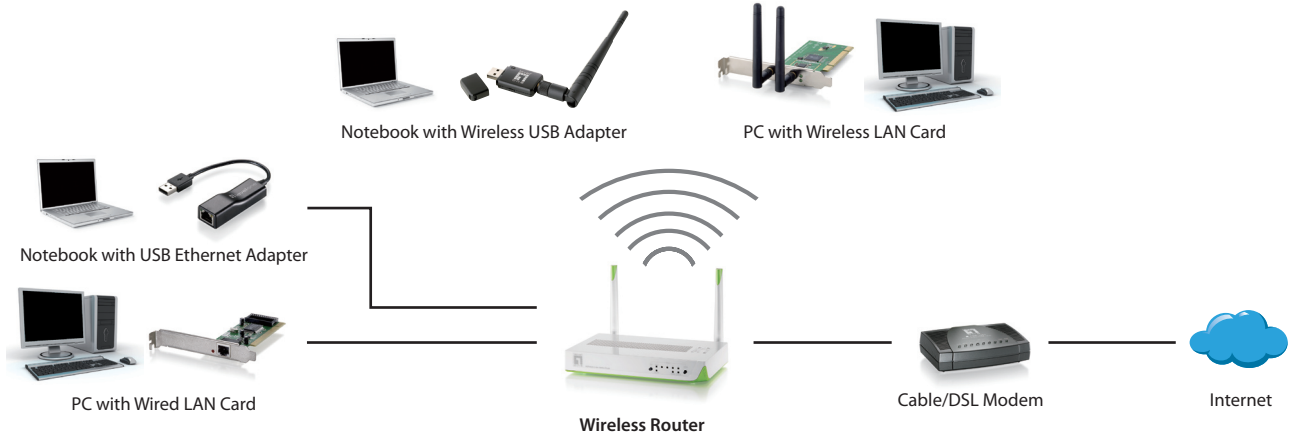 Notebook with Wireless USB Adapter
PC with Wireless LAN Card
Notebook with USB Ethernet Adapter
PC with Wired LAN Card
Wireless Router
Cable/DSL Modem
Internet